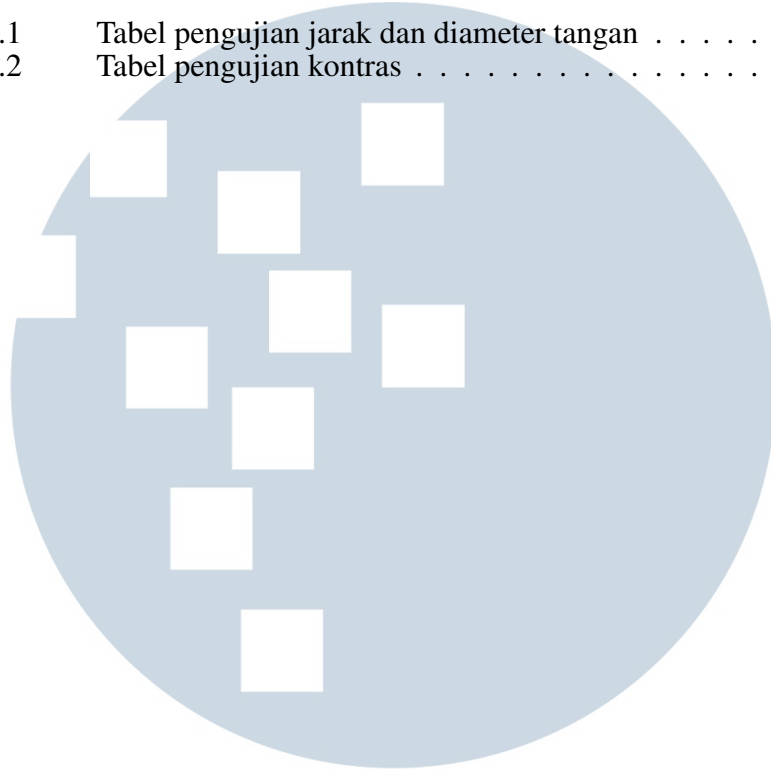 .1 Tabel pengujian jarak dan diameter tangan . . . . .
.2 Tabel pengujian kontras . . . . . . . . . . . . . . .